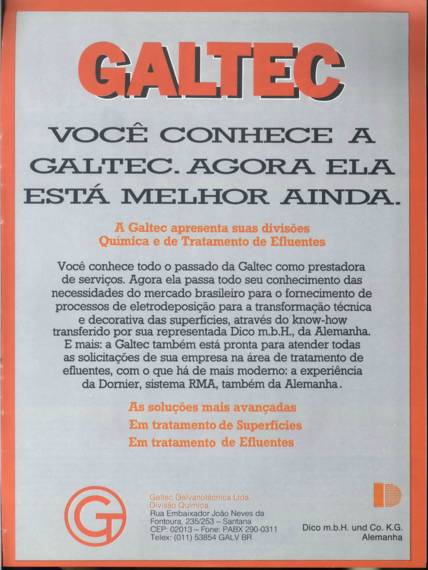 GALTEC
VOCÊ CONHECE A
GALTEC. AGORA ELA
ESTÁ MELHOR AINDA.
A Galtec apresenta suas divisões
Química e de Tratamento de Efluentes
Você conhece todo o passado da Galtec como prestadora
de serviços. Agora ela passa todo seu conhecimento das
necessidades do mercado brasileiro para o fornecimento de
processos de eletrodeposição para a transformação técnica
e decorativa das superfícies, através do know-how
transferido por sua representada Dico m.b.H., da Alemanha.
E mais: a Galtec também está pronta para atender todas
as solicitações de sua empresa na área de tratamento de
efluentes, com o que há de mais moderno: a experiência
da Dornier, sistema RMA, também da Alemanha.
As soluções mais avançadas
Em tratamento de Superfícies
Em tratamento de Efluentes
Galtec Galvanotécnica Ltda.
Divisão Química
Rua Embaixador João Neves da
Fontoura, 235/253 – Santana
CEP: 02013 – Fone: PABX 290-0311
Telex: (011) 53854 GALV BR
Dico m.b.H. und Co. K.G.
Alemanha